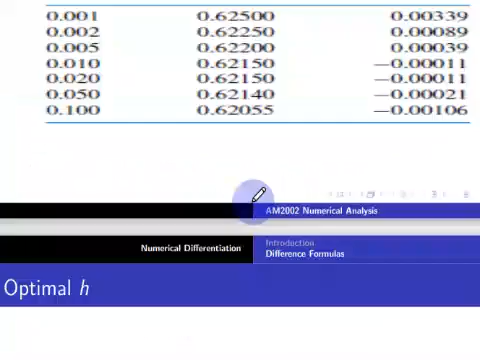 0.001 0.62500 0.00339
0.002 0.62250 0.00089
0.005 0.62200 0.00039
0.010 0.62150 −0.00011
0.020 0.62150 −0.00011
0.050 0.62140 −0.00021
0.100 0.62055 −0.00106
AM2002 Numerical Analysis
Numerical Differentiation
Introduction
Difference Formulas
Optimal h